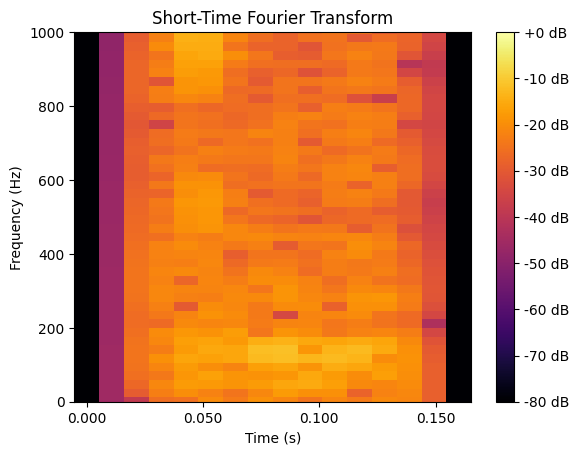 Short-Time Fourier Transform
1000
800
600
400
200
0
Frequency (Hz)
0.000
0.050
0.100
0.150
Time (s)
+0 dB
-10 dB
-20 dB
-30 dB
-40 dB
-50 dB
-60 dB
-70 dB
-80 dB